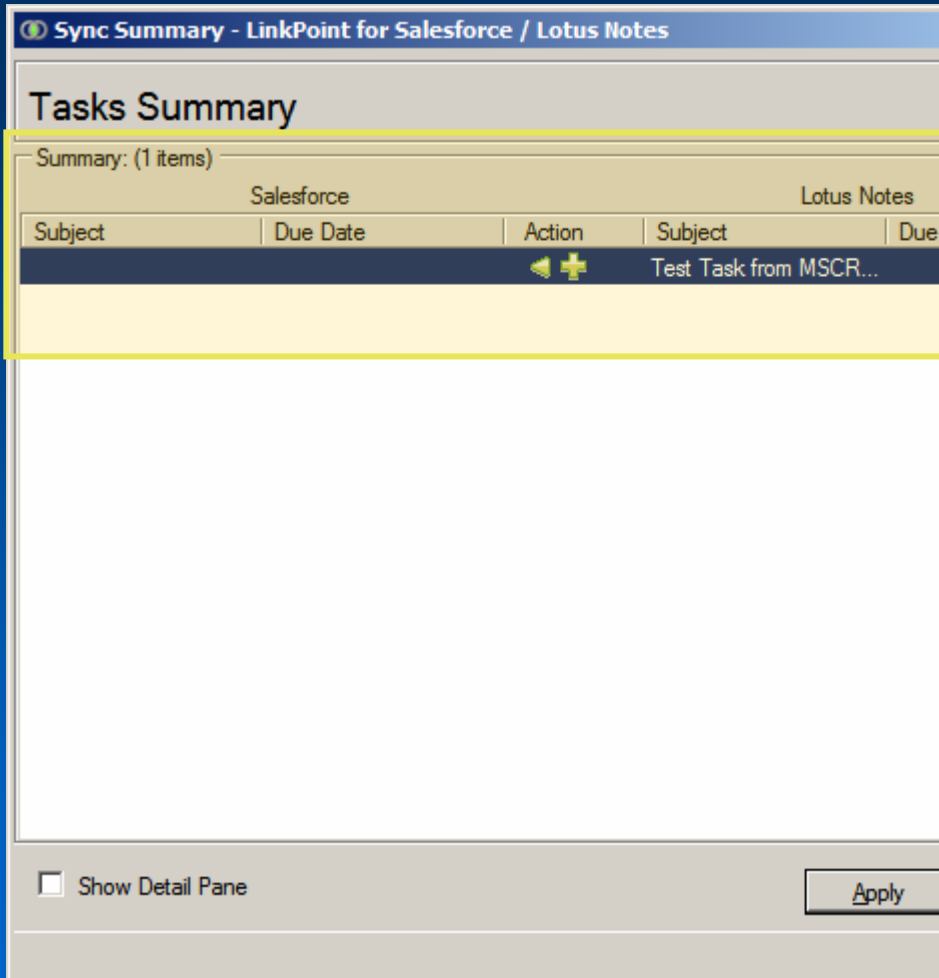 Sync Summary - LinkPoint for Salesforce / Lotus Notes
Tasks Summary
Summary: (1 items)
Salesforce Lotus Notes
Subject Due Date Action Subject Due
Test Task from MSCR...
Show Detail Pane
Apply